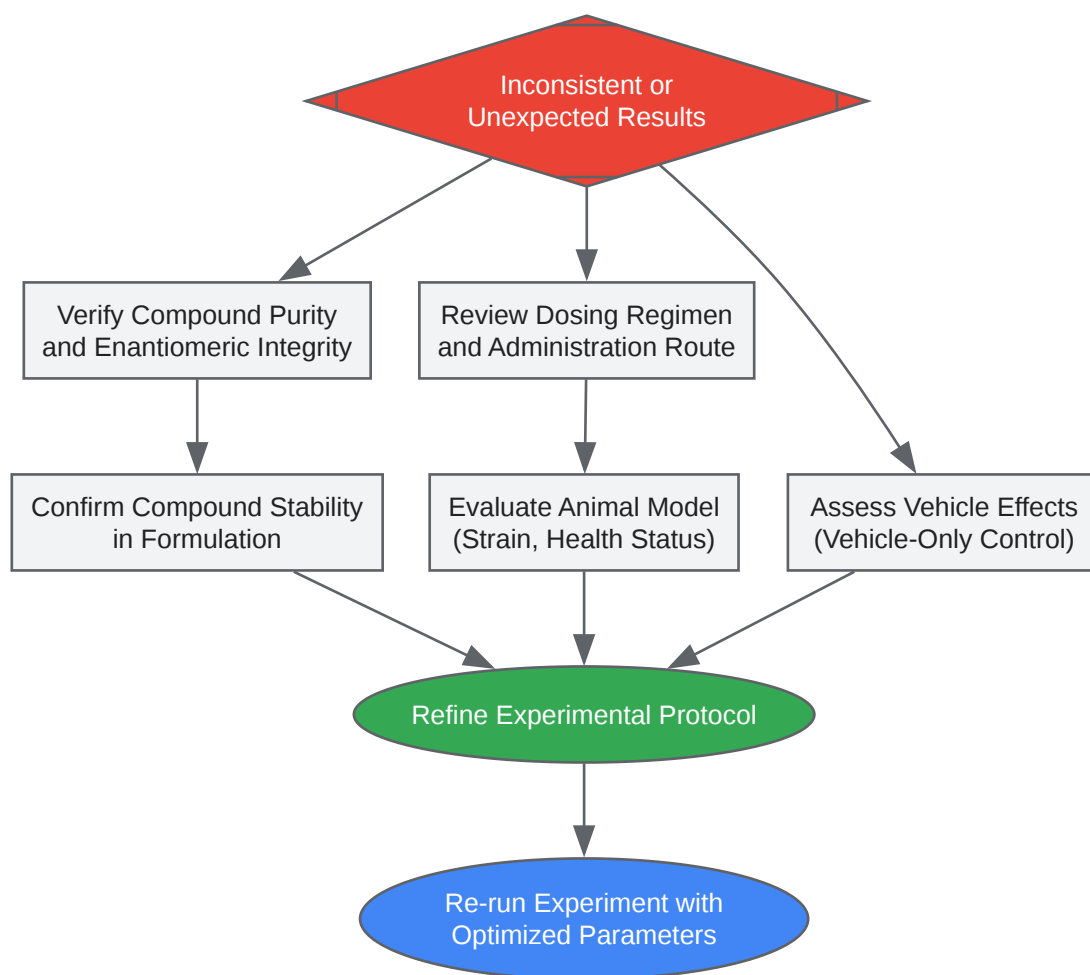 Inconsistent or
Unexpected Results
Verify Compound Purity
and Enantiomeric Integrity
Review Dosing Regimen
and Administration Route
Confirm Compound Stability
in Formulation
Evaluate Animal Model
(Strain, Health Status)
Assess Vehicle Effects
(Vehicle-Only Control)
Refine Experimental Protocol
Re-run Experiment with
Optimized Parameters